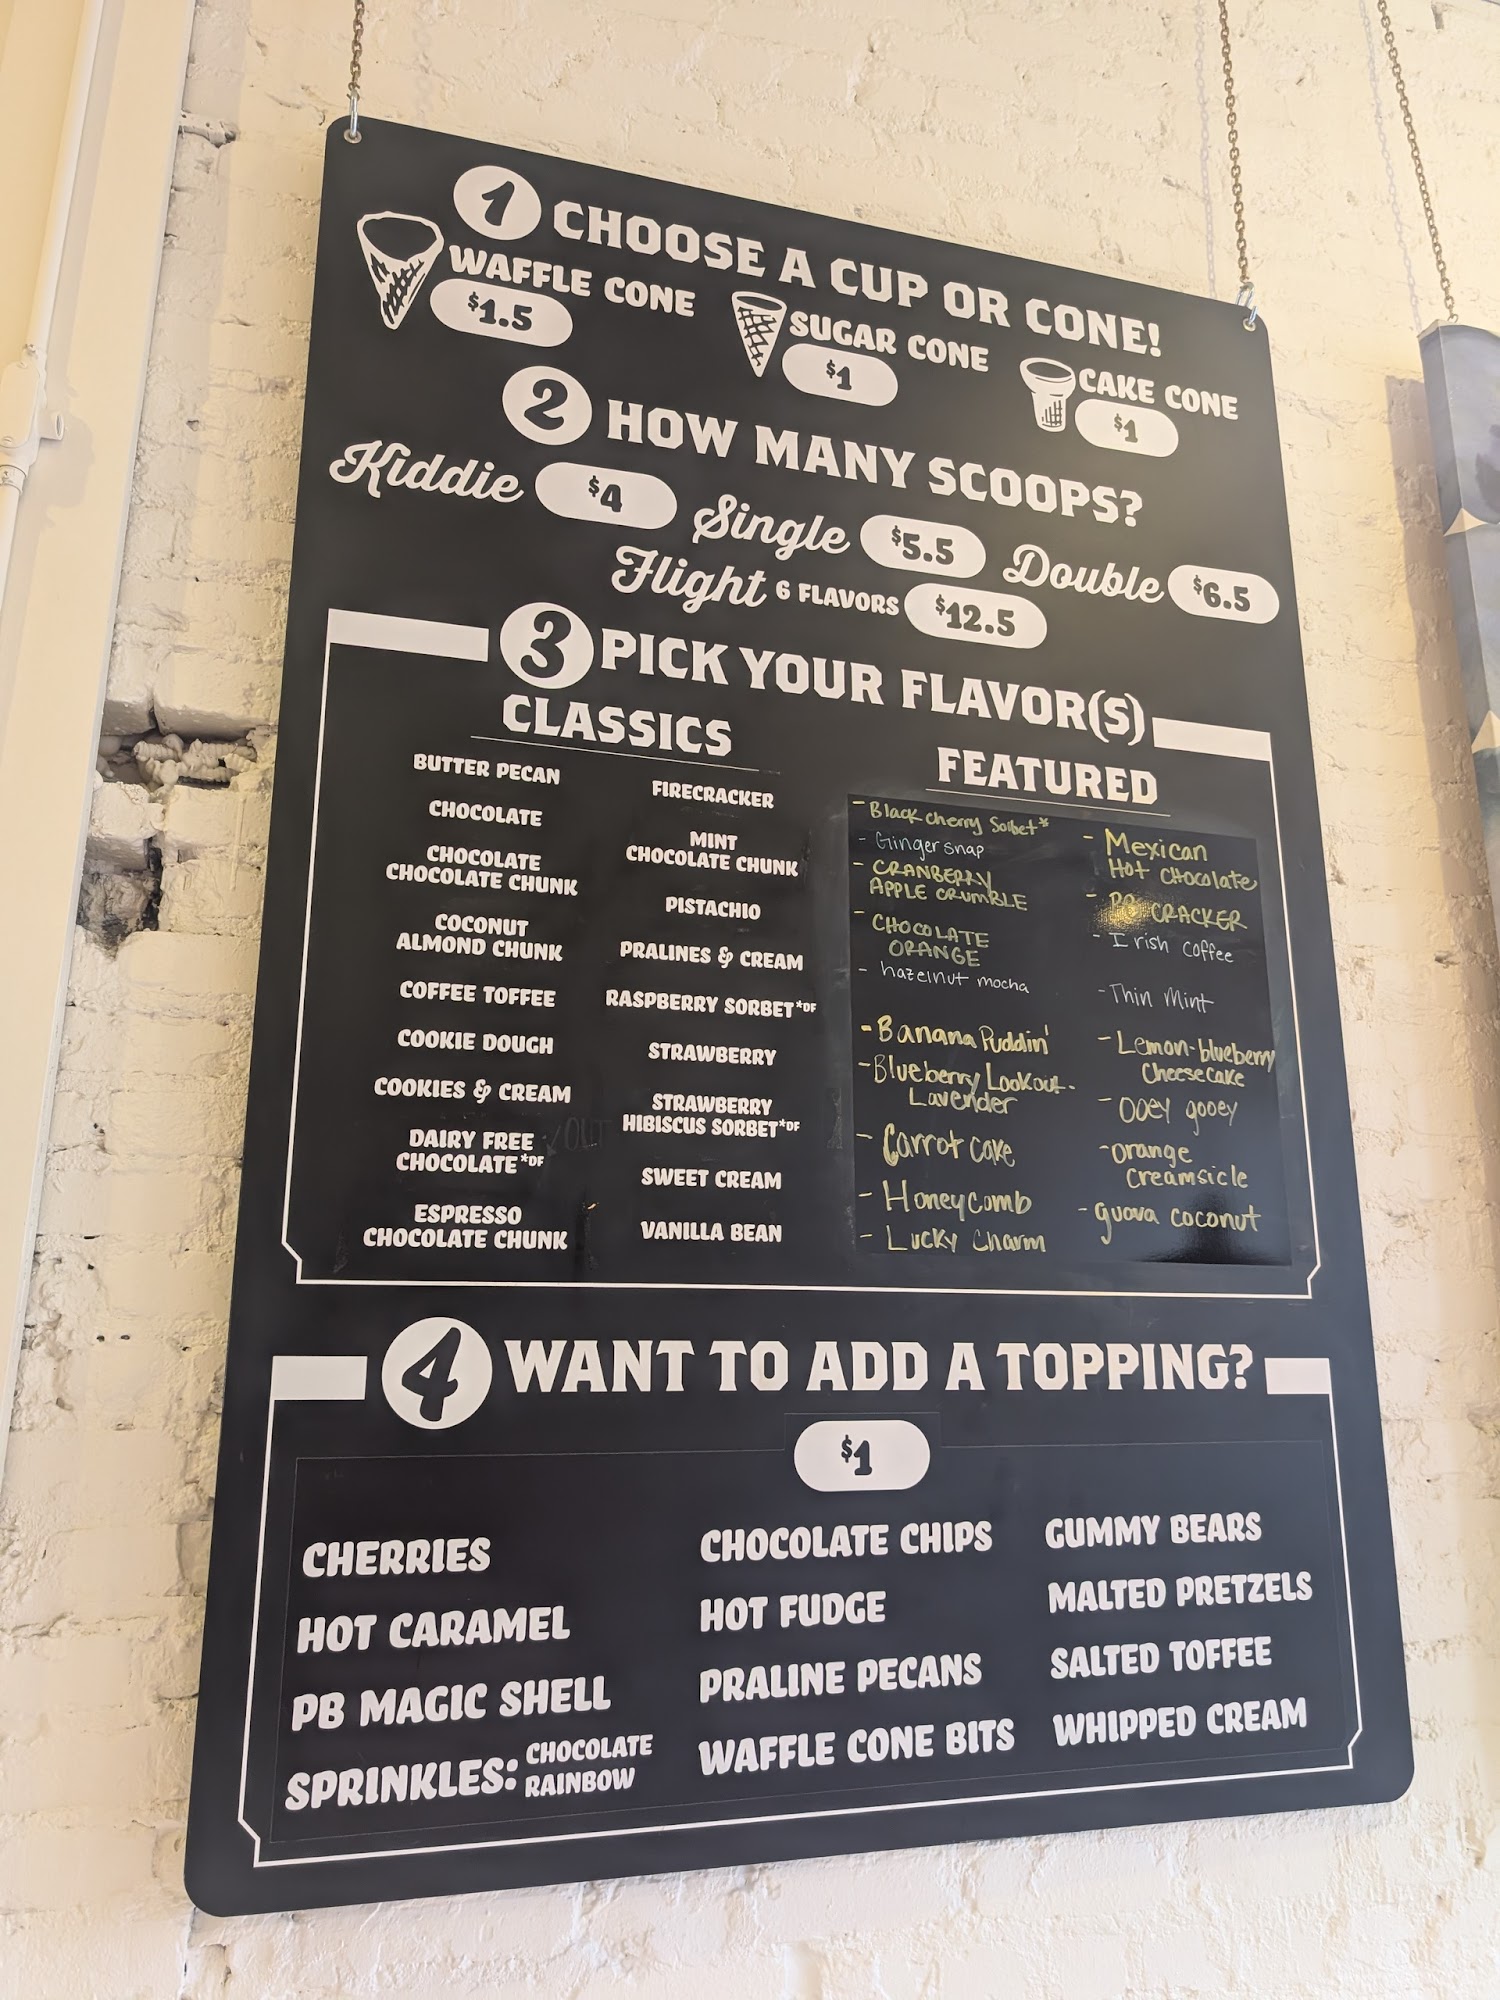 1 CHOOSE A CUP OR CONE!
WAFFLE CONE
$1.5
SUGAR CONE
$1
CAKE CONE
$1
2 HOW MANY SCOOPS?
Kiddie $4 Single $5.5 Double $6.5
Flight 6 FLAVORS $12.5
3 PICK YOUR FLAVOR(S)
CLASSICS
BUTTER PECAN
CHOCOLATE
CHOCOLATE
CHOCOLATE CHUNK
COCONUT
ALMOND CHUNK
COFFEE TOFFEE
COOKIE DOUGH
COOKIES & CREAM
DAIRY FREE
CHOCOLATE*DF
ESPRESSO
CHOCOLATE CHUNK
FIRECRACKER
MINT
CHOCOLATE CHUNK
PISTACHIO
PRALINES & CREAM
RASPBERRY SORBET*DF
STRAWBERRY
STRAWBERRY
HIBISCUS SORBET*DF
SWEET CREAM
VANILLA BEAN
FEATURED
- Black cherry Sorbet*
- Gingersnap
- CRANBERRY
APPLE CRUMBLE
- CHOCOLATE
ORANGE
- hazelnut mocha
- Banana Puddin'
- Blueberry Lookout-
Lavender
- Carrot Cake
- Honeycomb
- Lucky Charm
- Mexican
Hot Chocolate
- CRACKER
- Irish Coffee
- Thin Mint
- Lemon-blueberry
Cheesecake
- OOEY gooey
- Orange
Creamsicle
- guava coconut
4 WANT TO ADD A TOPPING?
$1
CHERRIES
HOT CARAMEL
PB MAGIC SHELL
SPRINKLES: CHOCOLATE
RAINBOW
CHOCOLATE CHIPS
HOT FUDGE
PRALINE PECANS
WAFFLE CONE BITS
GUMMY BEARS
MALTED PRETZELS
SALTED TOFFEE
WHIPPED CREAM